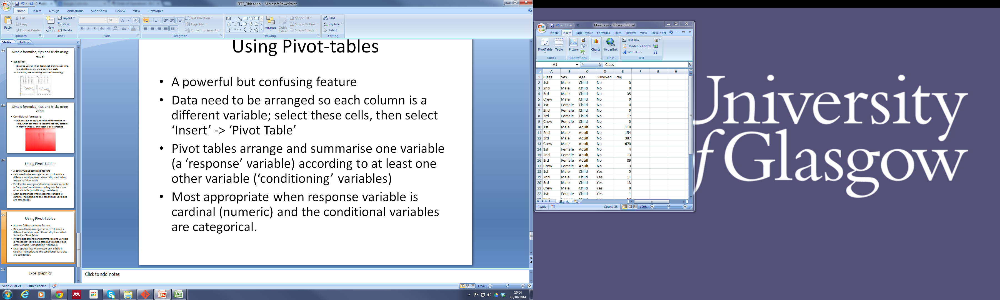 FFFF_Slides.pptx - Microsoft PowerPoint
Home Insert Design Animations Slide Show Review View Developer
Paste
Cut
Copy
Format Painter
Clipboard
New Slide
Layout
Reset
Delete
Slides
30
Font
Paragraph
Text Direction
Align Text
Convert to SmartArt
Arrange
Quick Styles
Shape Fill
Shape Outline
Shape Effects
Drawing
Find
Replace
Select
Editing
Slides Outline
17
Simple formulae, tips and tricks using
excel
• Indexing:
– It can be useful, when looking at trends over time,
to put all time series to a common scale
– To do this, use anchoring and cell formatting
18
Simple formulae, tips and tricks using
excel
• Conditional formatting
– It is possible to apply conditional formatting to
cells, which can make it easier to identify patterns
in many numbers, or at least look interesting
19
Using Pivot-tables
• A powerful but confusing feature
• Data need to be arranged so each column is a
different variable; select these cells, then select
‘Insert’ -> ‘Pivot Table’
• Pivot tables arrange and summarise one variable
(a ‘response’ variable) according to at least one
other variable (‘conditioning’ variables)
• Most appropriate when response variable is
cardinal (numeric) and the conditional variables
are categorical.
20
Using Pivot-tables
• A powerful but confusing feature
• Data need to be arranged so each column is a
different variable; select these cells, then select
‘Insert’ -> ‘Pivot Table’
• Pivot tables arrange and summarise one variable
(a ‘response’ variable) according to at least one
other variable (‘conditioning’ variables)
• Most appropriate when response variable is
cardinal (numeric) and the conditional variables
are categorical.
21
Excel graphics
Using Pivot-tables
• A powerful but confusing feature
• Data need to be arranged so each column is a
different variable; select these cells, then select
‘Insert’ -> ‘Pivot Table’
• Pivot tables arrange and summarise one variable
(a ‘response’ variable) according to at least one
other variable (‘conditioning’ variables)
• Most appropriate when response variable is
cardinal (numeric) and the conditional variables
are categorical.
Click to add notes
Slide 20 of 21 "Office Theme" 125%
10:04
16/10/2014
titanic.csv - Microsoft Excel
Home Insert Page Layout Formulas Data Review View Developer
PivotTable Table
Tables
Picture
Illustrations
Charts
Hyperlink
Links
Text Box
Header & Footer
WordArt
Ω
Text
A1 fx Class
A B C D E F G H
1 Class Sex Age Survived Freq
2 1st Male Child No 0
3 2nd Male Child No 0
4 3rd Male Child No 35
5 Crew Male Child No 0
6 1st Female Child No 0
7 2nd Female Child No 0
8 3rd Female Child No 17
9 Crew Female Child No 0
10 1st Male Adult No 118
11 2nd Male Adult No 154
12 3rd Male Adult No 387
13 Crew Male Adult No 670
14 1st Female Adult No 4
15 2nd Female Adult No 13
16 3rd Female Adult No 89
17 Crew Female Adult No 3
18 1st Male Child Yes 5
19 2nd Male Child Yes 11
20 3rd Male Child Yes 13
21 Crew Male Child Yes 0
22 1st Female Child Yes 1
titanic
Ready Count: 33 100%
University
of Glasgow